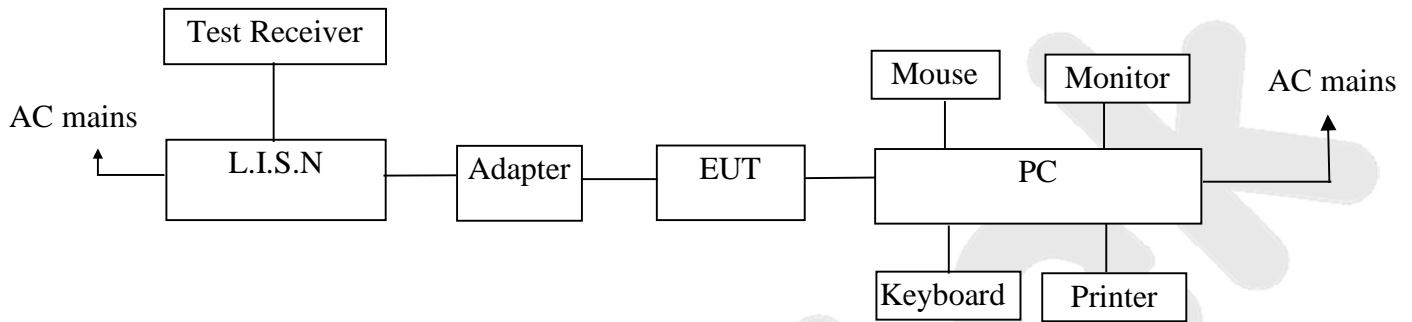 Test Receiver
Mouse
Monitor
AC mains
AC mains
L.I.S.N
Adapter
EUT
PC
Keyboard
Printer